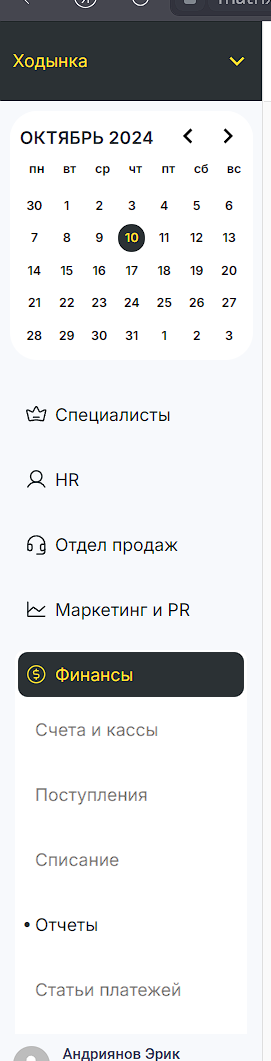 Ходынка
ОКТЯБРЬ 2024
пн вт ср чт пт сб вс
30 1 2 3 4 5 6
7 8 9 10 11 12 13
14 15 16 17 18 19 20
21 22 23 24 25 26 27
28 29 30 31 1 2 3
Специалисты
HR
Отдел продаж
Маркетинг и PR
Финансы
Счета и кассы
Поступления
Списание
• Отчеты
Статьи платежей
Андриянов Эрик